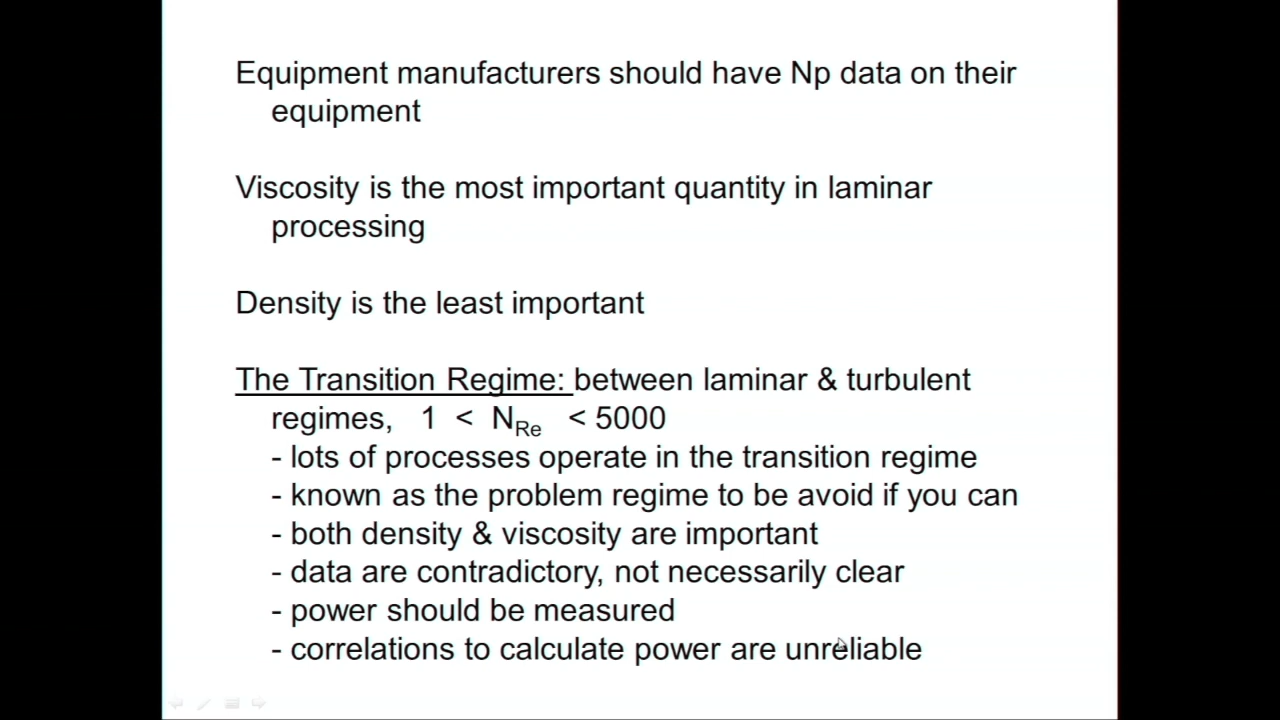 Equipment manufacturers should have Np data on their
equipment
Viscosity is the most important quantity in laminar
processing
Density is the least important
The Transition Regime: between laminar & turbulent
regimes, 1 < N_Re < 5000
- lots of processes operate in the transition regime
- known as the problem regime to be avoid if you can
- both density & viscosity are important
- data are contradictory, not necessarily clear
- power should be measured
- correlations to calculate power are unreliable